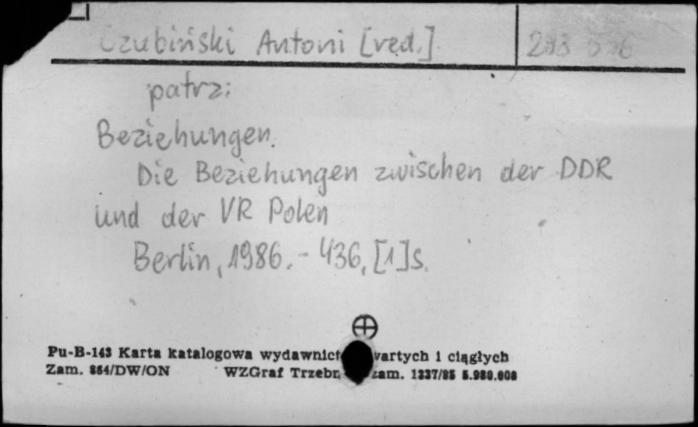 Czubiński Antoni [red.]
patrz:
Beziehungen.
Die Beziehungen zwischen der DDR
und der VR Polen
Berlin, 1986. - 436, [1] s.
Pu-B-143 Karta katalogowa wydawnict wartych i ciągłych
Zam. 864/DW/ON WZGraf Trzebn zam. 1337/85 5.980.000